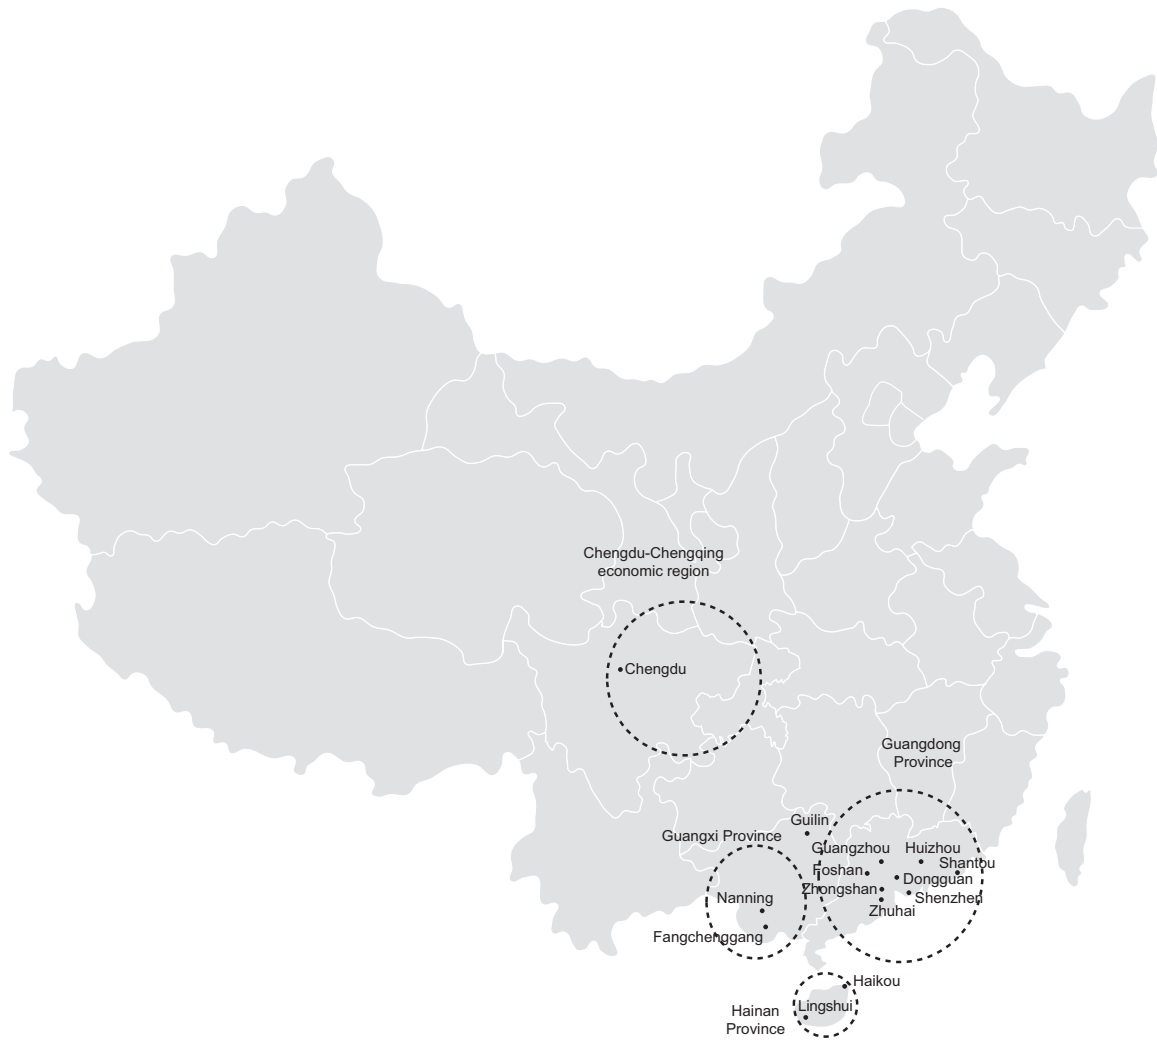 Chengdu-Chengqing
economic region
Chengdu
Guangdong
Province
Guilin
Guangxi Province
Guangzhou
Huizhou
Shantou
Foshan
Dongguan
Zhongshan
Shenzhen
Nanning
Zhuhai
Fangchenggang
Haikou
Lingshui
Hainan
Province